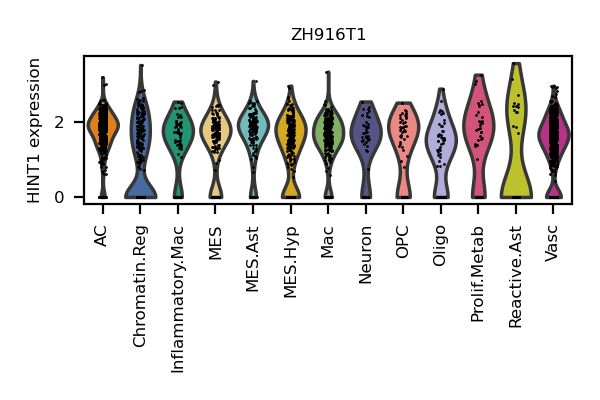 ZH916T1
HINT1 expression
2
0
AC
Chromatin.Reg
Inflammatory.Mac
MES
MES.Ast
MES.Hyp
Mac
Neuron
OPC
Oligo
Prolif.Metab
Reactive.Ast
Vasc